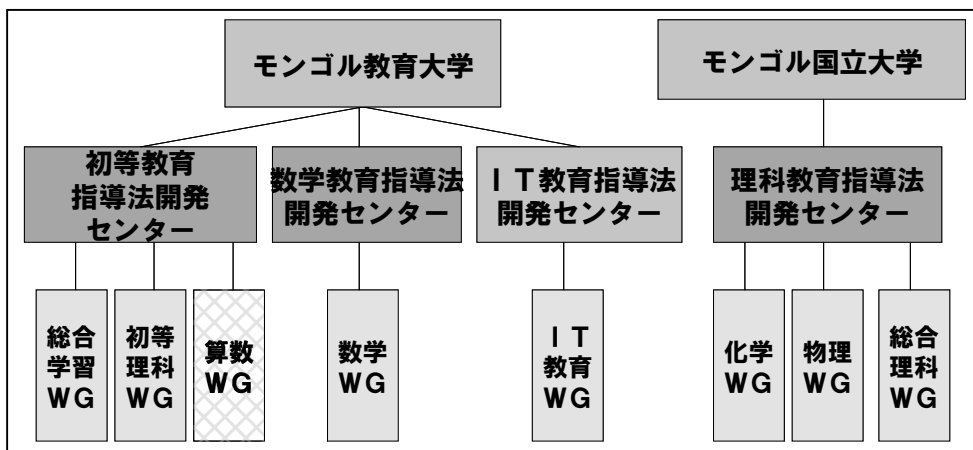 モンゴル教育大学
モンゴル国立大学
初等教育
指導法開発
センター
数学教育指導法
開発センター
ＩＴ教育指導法
開発センター
理科教育指導法
開発センター
総合
学習
ＷＧ
初等
理科
ＷＧ
算数
ＷＧ
数学
ＷＧ
ＩＴ
教育
ＷＧ
化学
ＷＧ
物理
ＷＧ
総合
理科
ＷＧ